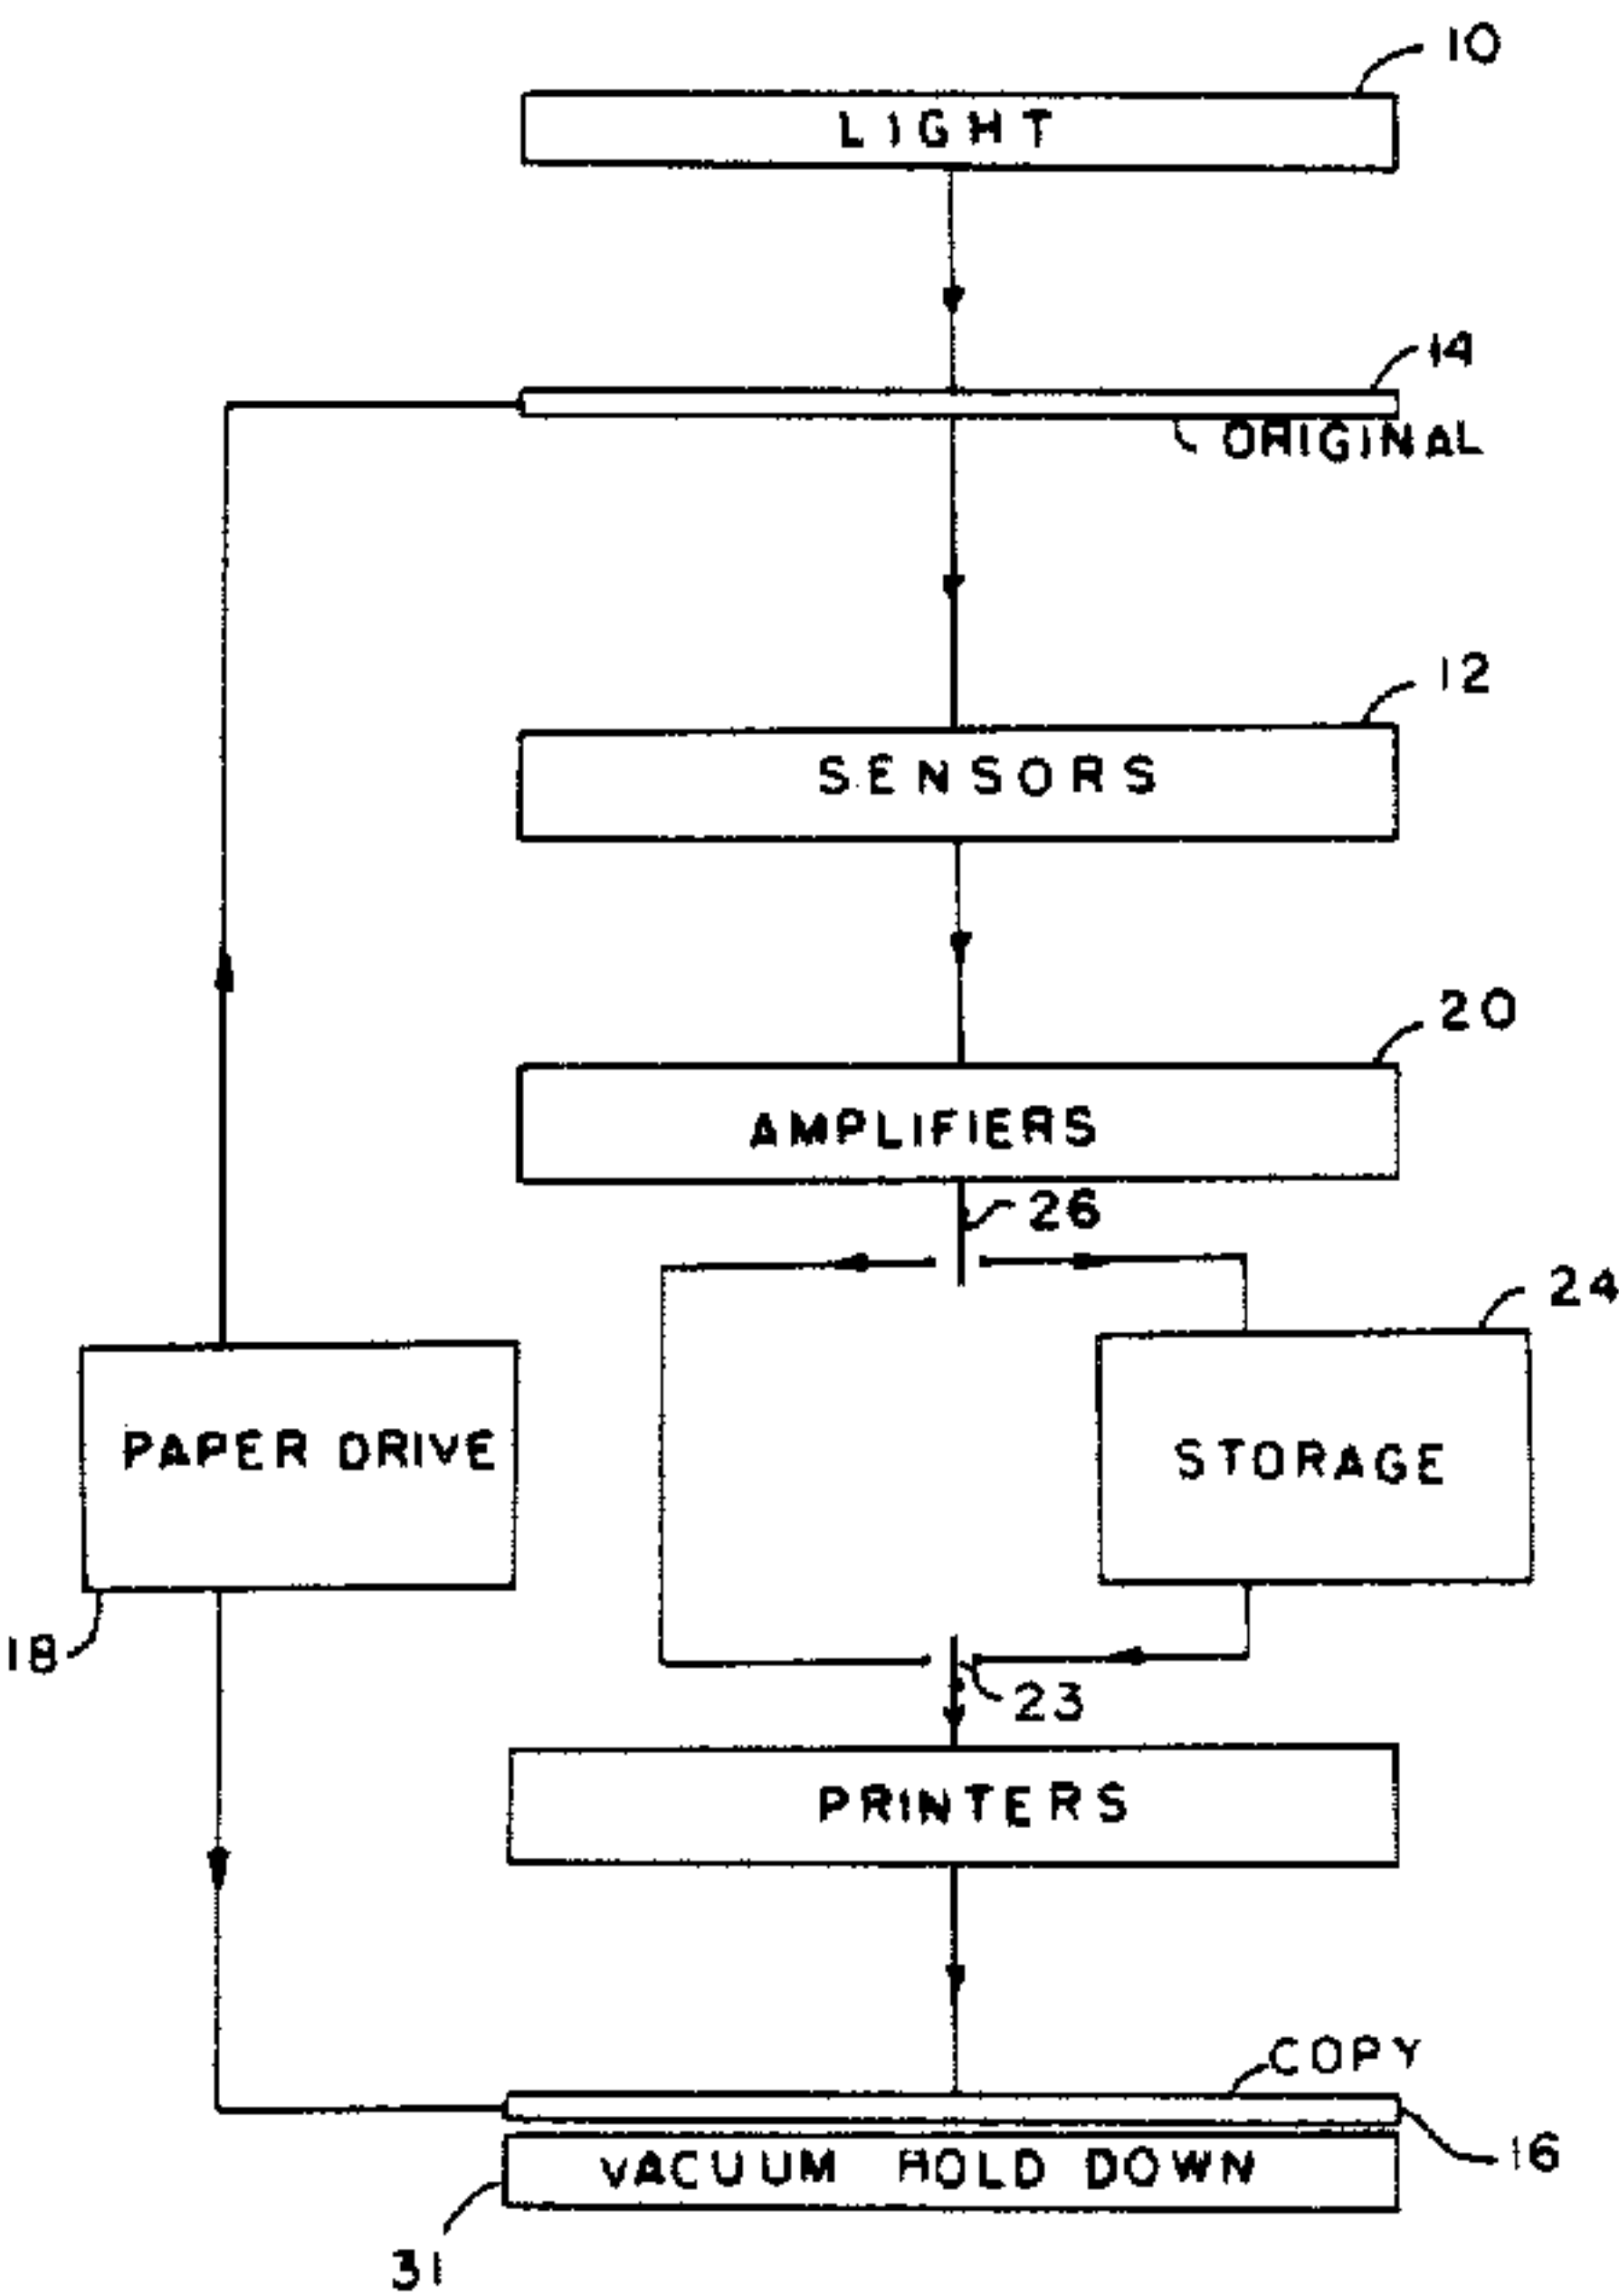 10
LIGHT
14
ORIGINAL
12
SENSORS
20
AMPLIFIERS
26
24
PAPER DRIVE
STORAGE
18
23
PRINTERS
COPY
16
VACUUM HOLD DOWN
31